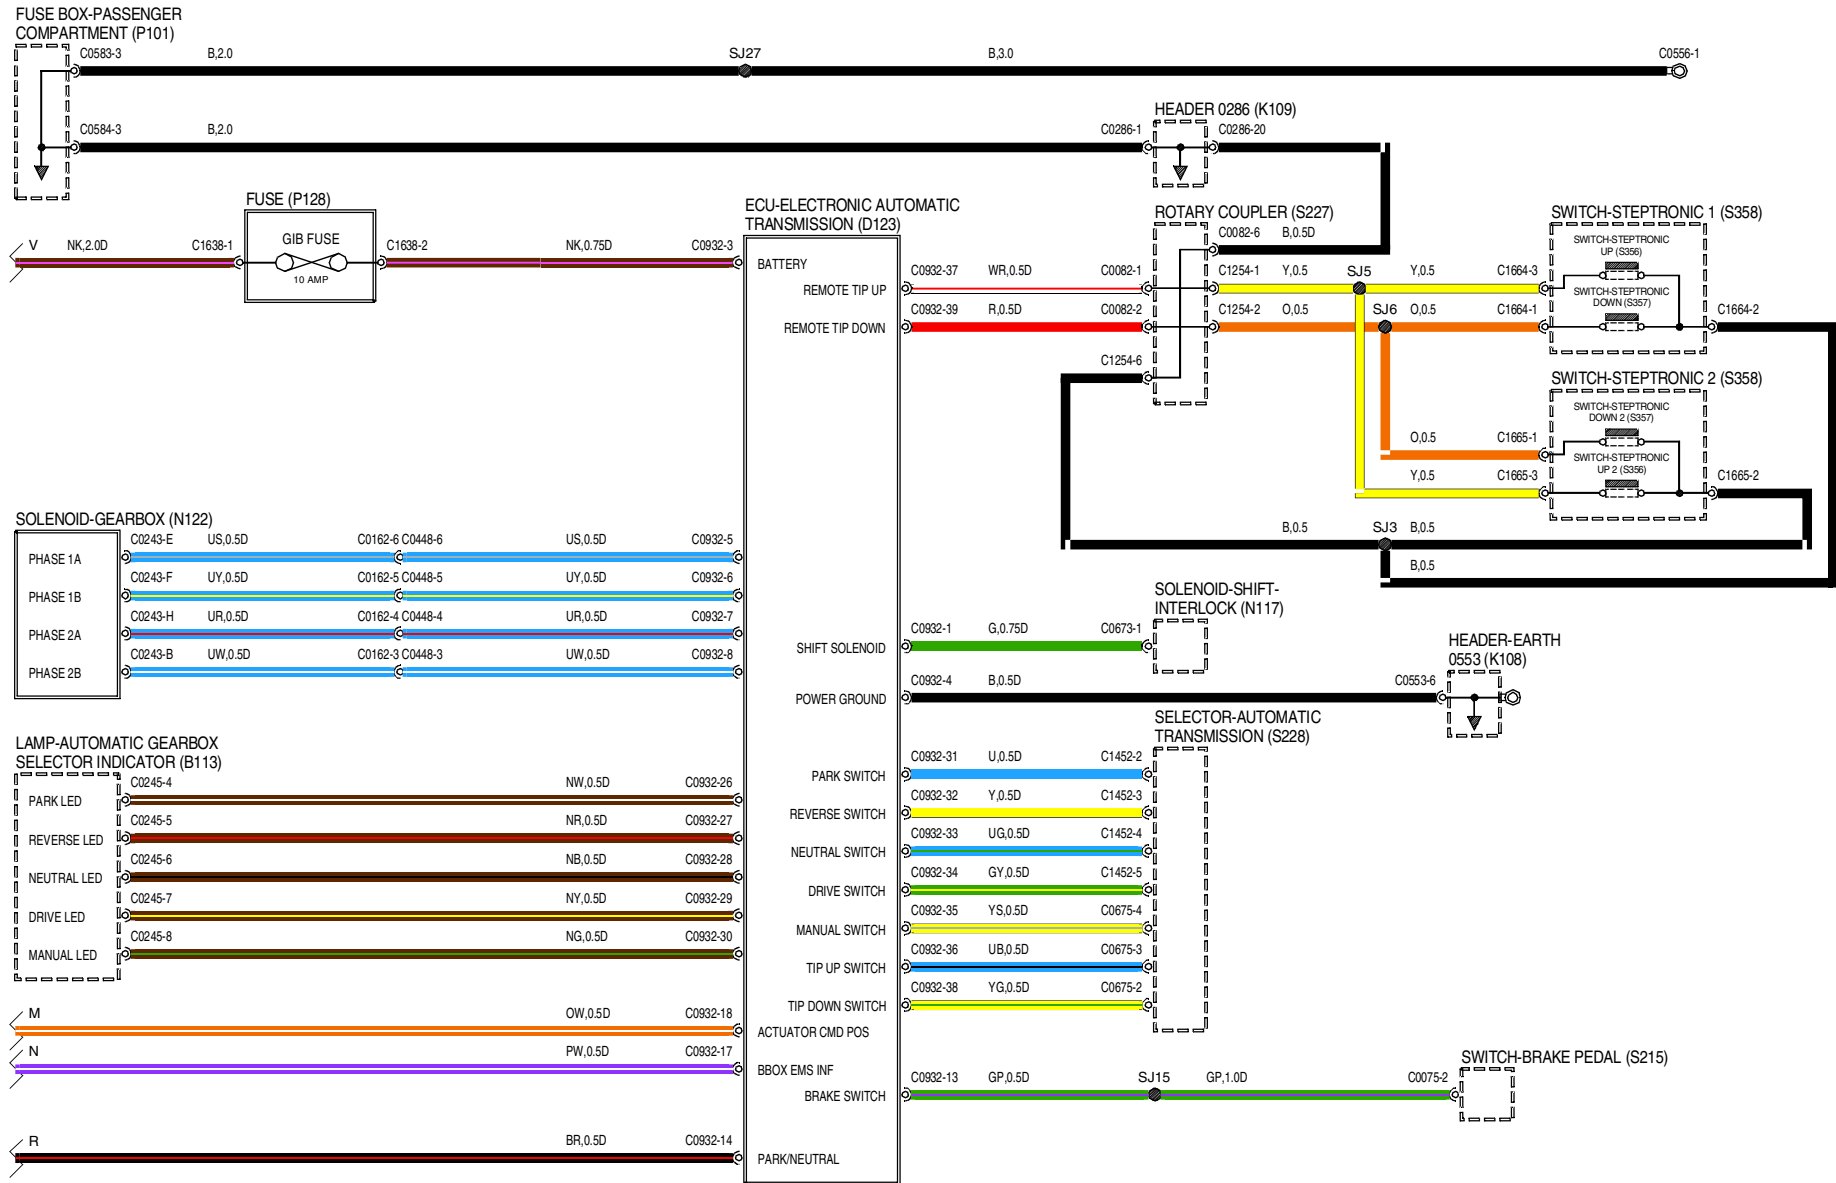 FUSE BOX-PASSENGER
COMPARTMENT (P101)
C0583-3 B,2.0 SJ27 B,3.0 C0556-1
C0584-3 B,2.0 C0286-1
HEADER 0286 (K109)
C0286-20
FUSE (P128)
GIB FUSE
10 AMP
V NK,2.0D C1638-1 C1638-2 NK,0.75D C0932-3
ECU-ELECTRONIC AUTOMATIC
TRANSMISSION (D123)
BATTERY
REMOTE TIP UP
REMOTE TIP DOWN
C0932-37 WR,0.5D C0082-1
C0932-39 R,0.5D C0082-2
C1254-6
ROTARY COUPLER (S227)
C0082-6 B,0.5D
C1254-1 Y,0.5 SJ5 Y,0.5 C1664-3
C1254-2 O,0.5 SJ6 O,0.5 C1664-1
SWITCH-STEPTRONIC 1 (S358)
SWITCH-STEPTRONIC
UP (S356)
SWITCH-STEPTRONIC
DOWN (S357)
C1664-2
SWITCH-STEPTRONIC 2 (S358)
SWITCH-STEPTRONIC
DOWN 2 (S357)
SWITCH-STEPTRONIC
UP 2 (S356)
O,0.5 C1665-1
Y,0.5 C1665-3
C1665-2
B,0.5 SJ3 B,0.5
B,0.5
SOLENOID-GEARBOX (N122)
PHASE 1A
PHASE 1B
PHASE 2A
PHASE 2B
C0243-E US,0.5D C0162-6 C0448-6 US,0.5D C0932-5
C0243-F UY,0.5D C0162-5 C0448-5 UY,0.5D C0932-6
C0243-H UR,0.5D C0162-4 C0448-4 UR,0.5D C0932-7
C0243-B UW,0.5D C0162-3 C0448-3 UW,0.5D C0932-8
SOLENOID-SHIFT-
INTERLOCK (N117)
SHIFT SOLENOID
C0932-1 G,0.75D C0673-1
POWER GROUND
C0932-4 B,0.5D C0553-6
HEADER-EARTH
0553 (K108)
LAMP-AUTOMATIC GEARBOX
SELECTOR INDICATOR (B113)
PARK LED
REVERSE LED
NEUTRAL LED
DRIVE LED
MANUAL LED
C0245-4 NW,0.5D C0932-26
C0245-5 NR,0.5D C0932-27
C0245-6 NB,0.5D C0932-28
C0245-7 NY,0.5D C0932-29
C0245-8 NG,0.5D C0932-30
SELECTOR-AUTOMATIC
TRANSMISSION (S228)
PARK SWITCH
REVERSE SWITCH
NEUTRAL SWITCH
DRIVE SWITCH
MANUAL SWITCH
TIP UP SWITCH
TIP DOWN SWITCH
C0932-31 U,0.5D C1452-2
C0932-32 Y,0.5D C1452-3
C0932-33 UG,0.5D C1452-4
C0932-34 GY,0.5D C1452-5
C0932-35 YS,0.5D C0675-4
C0932-36 UB,0.5D C0675-3
C0932-38 YG,0.5D C0675-2
M OW,0.5D C0932-18
ACTUATOR CMD POS
N PW,0.5D C0932-17
BBOX EMS INF
BRAKE SWITCH
C0932-13 GP,0.5D SJ15 GP,1.0D C0075-2
SWITCH-BRAKE PEDAL (S215)
R BR,0.5D C0932-14
PARK/NEUTRAL